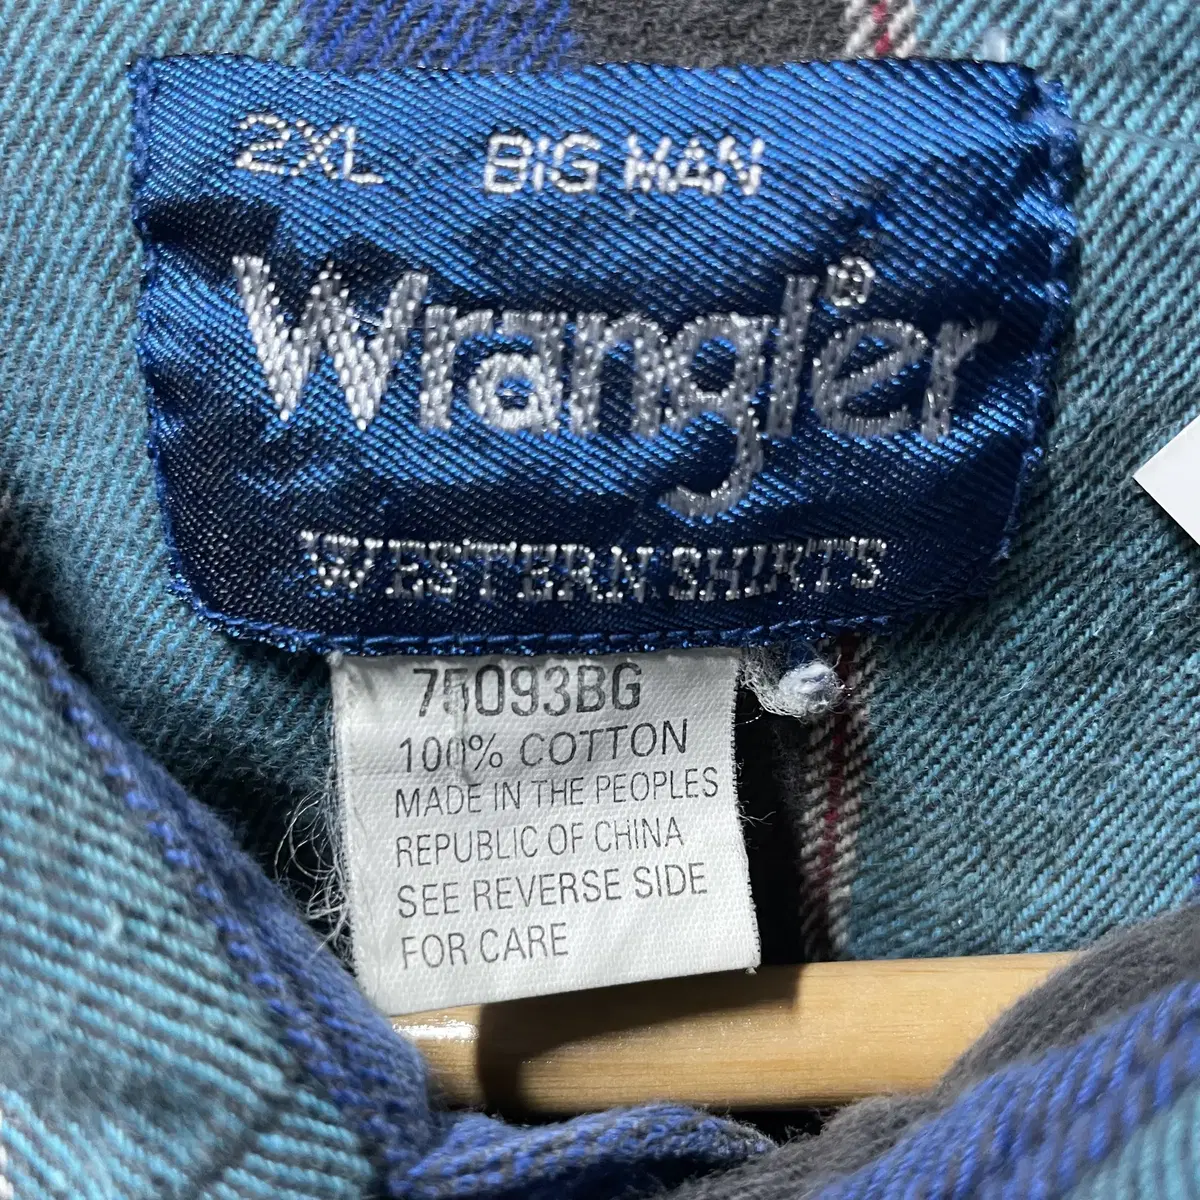 2XL BIG MAN
Wrangler®
WESTERN SHIRTS
75093BG
100% COTTON
MADE IN THE PEOPLES
REPUBLIC OF CHINA
SEE REVERSE SIDE
FOR CARE